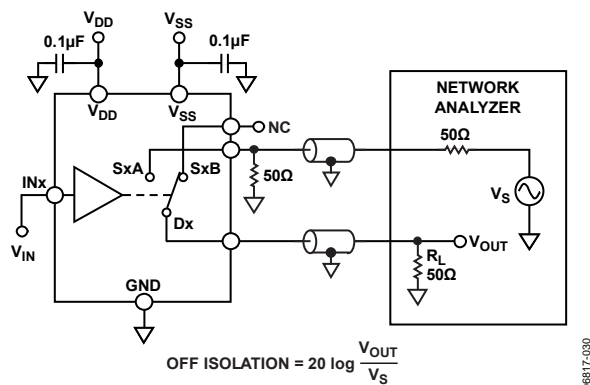 VDD
VSS
0.1µF
0.1µF
VDD
VSS
NC
NETWORK
ANALYZER
50Ω
SxA
SxB
50Ω
VS
INx
Dx
VOUT
VIN
RL
50Ω
GND
OFF ISOLATION = 20 log VOUT
VS
6817-030